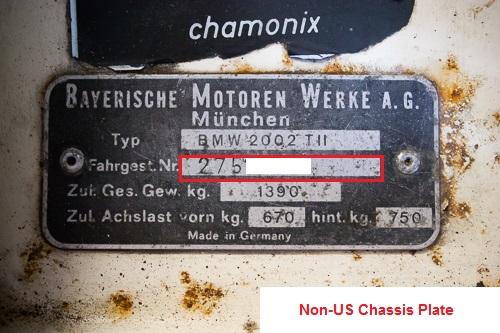 chamonix
BAYERISCHE MOTOREN WERKE A.G.
München
Typ BMW 2002 TII
Fahrgest.Nr. 275
Zul. Ges. Gew. kg. 1390
Zul. Achslast vorn kg. 670 hint. kg. 750
Made in Germany
Non-US Chassis Plate